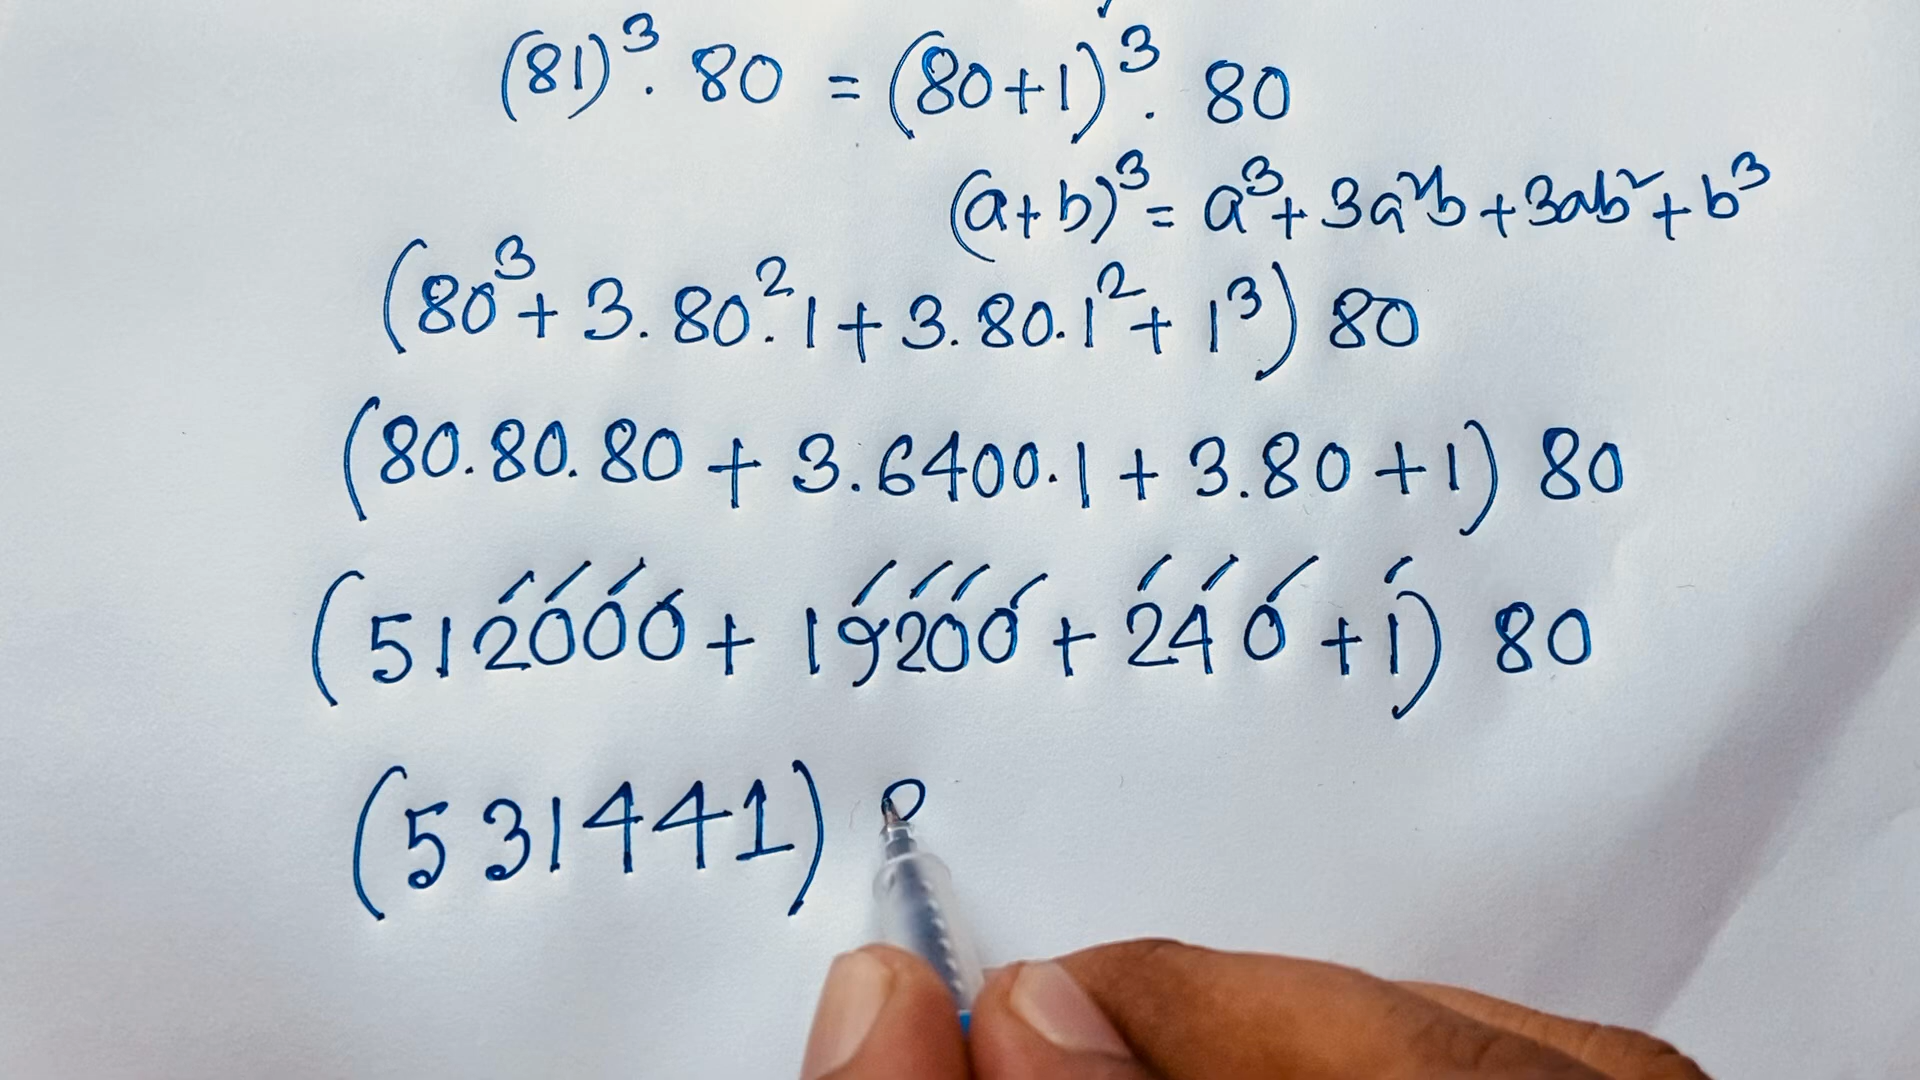 (81)³. 80 = (80+1)³. 80
(a+b)³= a³+3a²b+3ab²+b³
(80³+ 3.80².1+3.80.1²+ 1³) 80
(80.80.80 + 3.6400.1 + 3.80 +1) 80
(512000+ 19200 + 240 +1) 80
(531441)